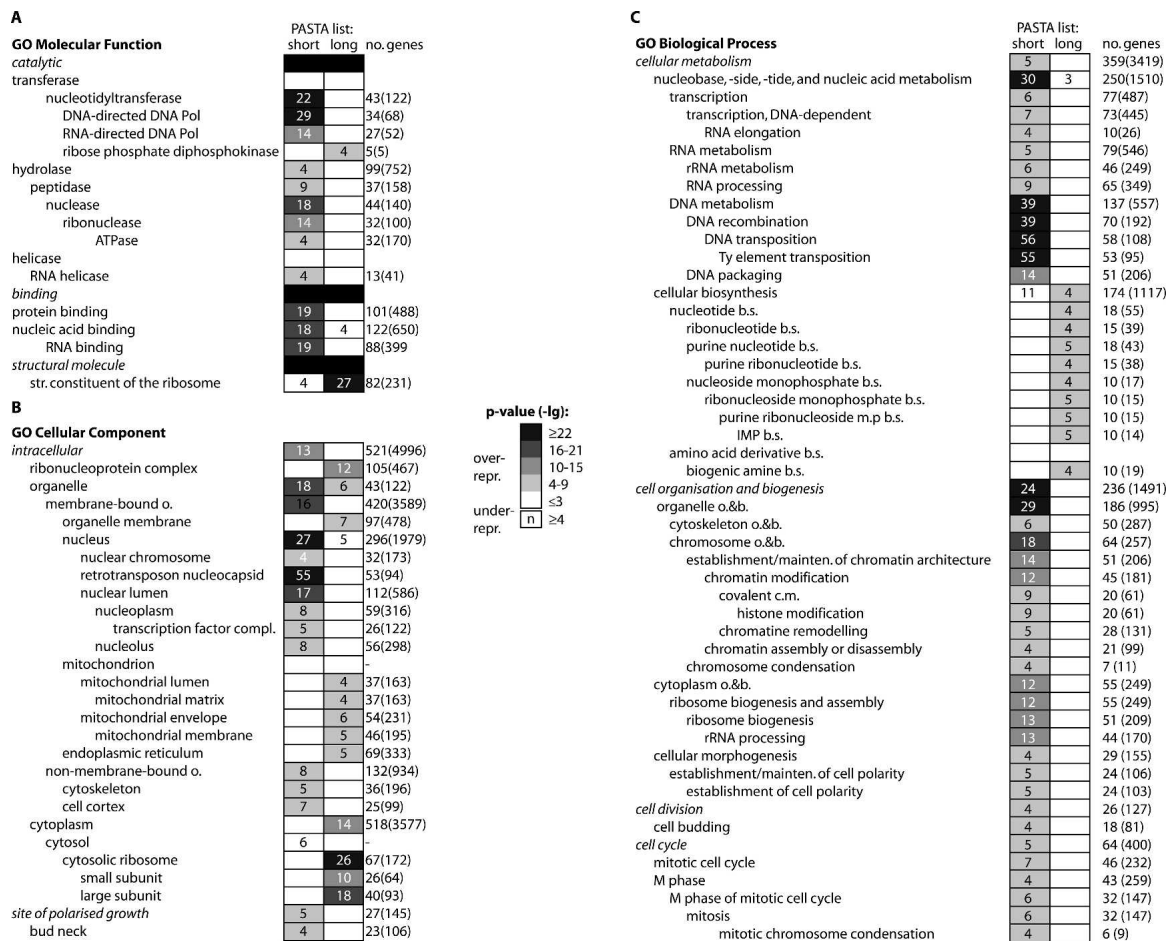 A
PASTA list:
GO Molecular Function short long no. genes
catalytic
transferase
nucleotidyltransferase 22 43(122)
DNA-directed DNA Pol 29 34(68)
RNA-directed DNA Pol 14 27(52)
ribose phosphate diphosphokinase 4 5(5)
hydrolase 4 99(752)
peptidase 9 37(158)
nuclease 18 44(140)
ribonuclease 14 32(100)
ATPase 4 32(170)
helicase
RNA helicase 4 13(41)
binding
protein binding 19 101(488)
nucleic acid binding 18 4 122(650)
RNA binding 19 88(399
structural molecule
str. constituent of the ribosome 4 27 82(231)
B
GO Cellular Component
intracellular 13 521(4996)
ribonucleoprotein complex 12 105(467)
organelle 18 6 43(122)
membrane-bound o. 16 420(3589)
organelle membrane 7 97(478)
nucleus 27 5 296(1979)
nuclear chromosome 4 32(173)
retrotransposon nucleocapsid 55 53(94)
nuclear lumen 17 112(586)
nucleoplasm 8 59(316)
transcription factor compl. 5 26(122)
nucleolus 8 56(298)
mitochondrion -
mitochondrial lumen 4 37(163)
mitochondrial matrix 4 37(163)
mitochondrial envelope 6 54(231)
mitochondrial membrane 5 46(195)
endoplasmic reticulum 5 69(333)
non-membrane-bound o. 8 132(934)
cytoskeleton 5 36(196)
cell cortex 7 25(99)
cytoplasm 14 518(3577)
cytosol 6 -
cytosolic ribosome 26 67(172)
small subunit 10 26(64)
large subunit 18 40(93)
site of polarised growth 5 27(145)
bud neck 4 23(106)
p-value (-lg):
≥22
16-21
10-15
4-9
≤3
n ≥4
over-
repr.
under-
repr.
C
PASTA list:
GO Biological Process short long no. genes
cellular metabolism 5 359(3419)
nucleobase, -side, -tide, and nucleic acid metabolism 30 3 250(1510)
transcription 6 77(487)
transcription, DNA-dependent 7 73(445)
RNA elongation 4 10(26)
RNA metabolism 5 79(546)
rRNA metabolism 6 46 (249)
RNA processing 9 65(349)
DNA metabolism 39 137 (557)
DNA recombination 39 70 (192)
DNA transposition 56 58 (108)
Ty element transposition 55 53 (95)
DNA packaging 14 51 (206)
cellular biosynthesis 11 4 174 (1117)
nucleotide b.s. 4 18 (55)
ribonucleotide b.s. 4 15 (39)
purine nucleotide b.s. 5 18 (43)
purine ribonucleotide b.s. 4 15 (38)
nucleoside monophosphate b.s. 4 10 (17)
ribonucleoside monophosphate b.s. 5 10 (15)
purine ribonucleoside m.p b.s. 5 10 (15)
IMP b.s. 5 10 (14)
amino acid derivative b.s.
biogenic amine b.s. 4 10 (19)
cell organisation and biogenesis 24 236 (1491)
organelle o.&b. 29 186 (995)
cytoskeleton o.&b. 6 50 (287)
chromosome o.&b. 18 64 (257)
establishment/mainten. of chromatin architecture 14 51 (206)
chromatin modification 12 45 (181)
covalent c.m. 9 20 (61)
histone modification 9 20 (61)
chromatine remodelling 5 28 (131)
chromatin assembly or disassembly 4 21 (99)
chromosome condensation 4 7 (11)
cytoplasm o.&b. 12 55 (249)
ribosome biogenesis and assembly 12 55 (249)
ribosome biogenesis 13 51 (209)
rRNA processing 13 44 (170)
cellular morphogenesis 4 29 (155)
establishment/mainten. of cell polarity 5 24 (106)
establishment of cell polarity 5 24 (103)
cell division 4 26 (127)
cell budding 4 18 (81)
cell cycle 5 64 (400)
mitotic cell cycle 7 46 (232)
M phase 4 43 (259)
M phase of mitotic cell cycle 6 32 (147)
mitosis 6 32 (147)
mitotic chromosome condensation 4 6 (9)